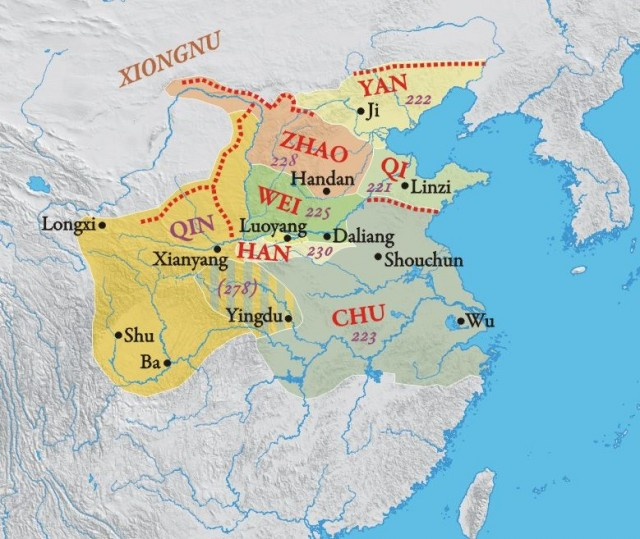 XIONGNU
YAN
222
Ji
ZHAO
228
Handan
QI
221
Linzi
WEI
225
Longxi
QIN
Luoyang
Daliang
Xianyang
HAN
230
Shouchun
(278)
Yingdu
CHU
223
Wu
Shu
Ba